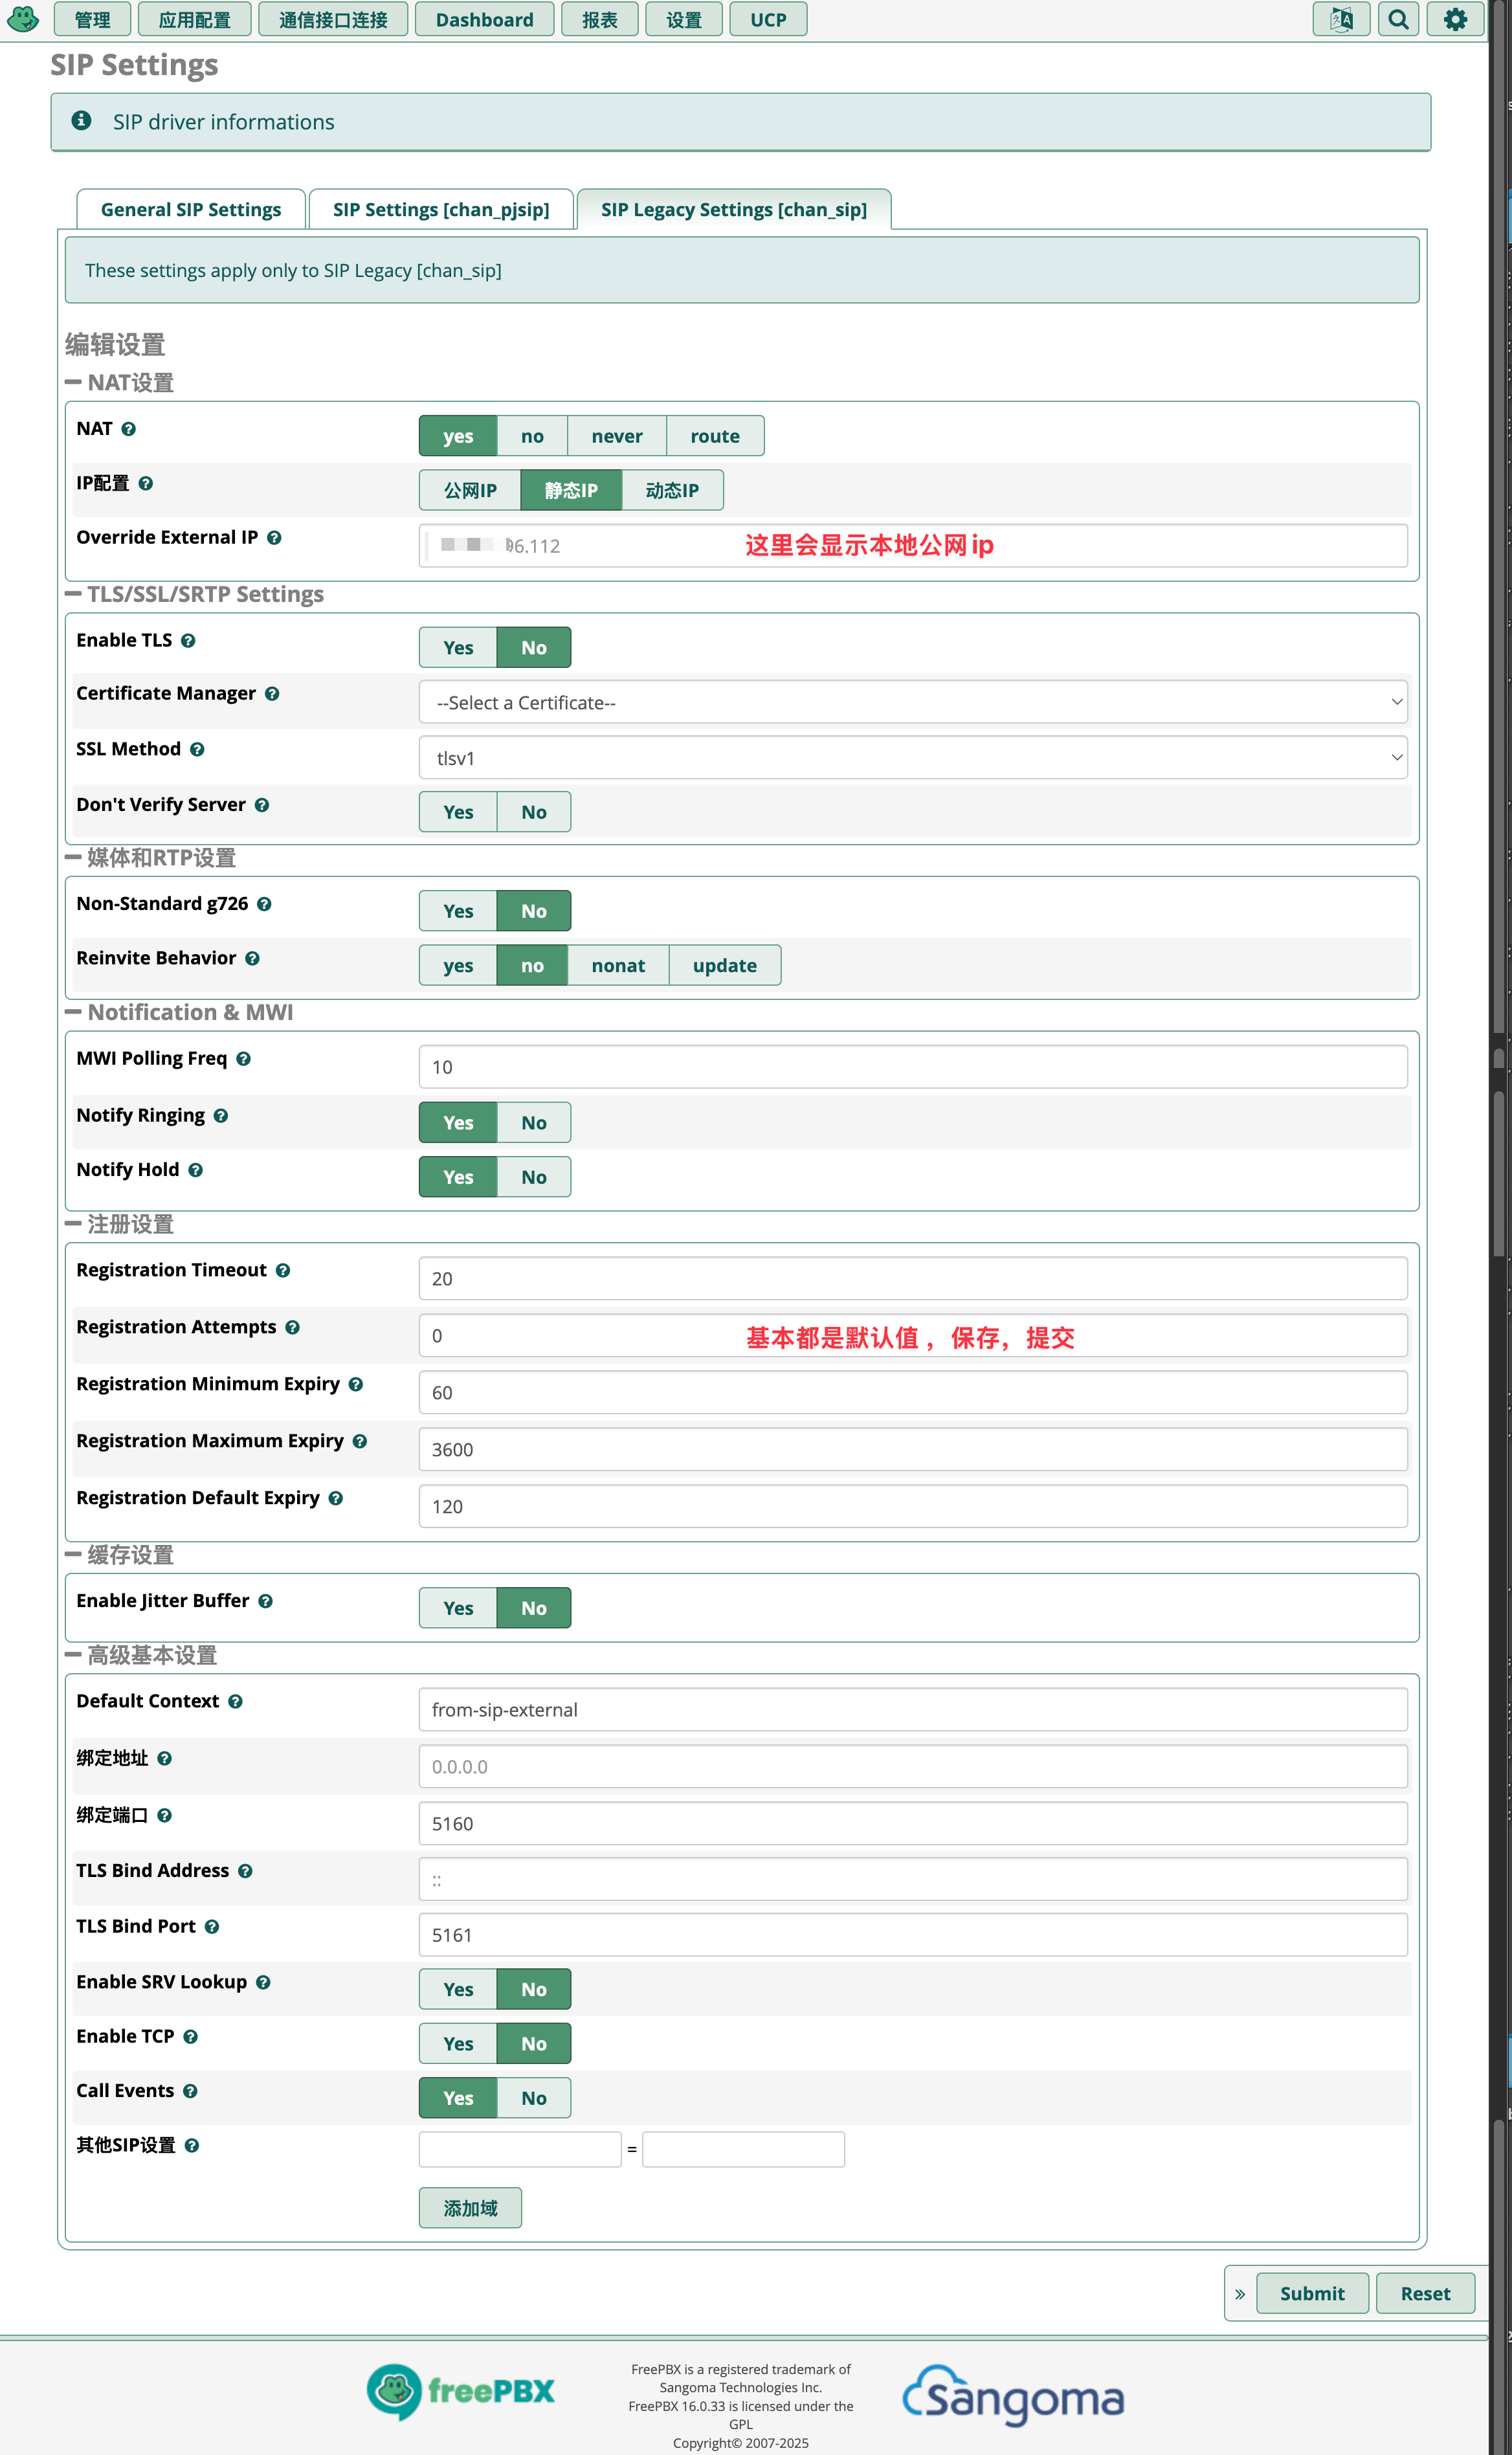 管理 应用配置 通信接口连接 Dashboard 报表 设置 UCP
SIP Settings
SIP driver informations
General SIP Settings SIP Settings [chan_pjsip] SIP Legacy Settings [chan_sip]
These settings apply only to SIP Legacy [chan_sip]
编辑设置
NAT设置
NAT yes no never route
IP配置 公网IP 静态IP 动态IP
Override External IP 96.112 这里会显示本地公网ip
TLS/SSL/SRTP Settings
Enable TLS Yes No
Certificate Manager --Select a Certificate--
SSL Method tlsv1
Don't Verify Server Yes No
媒体和RTP设置
Non-Standard g726 Yes No
Reinvite Behavior yes no nonat update
Notification & MWI
MWI Polling Freq 10
Notify Ringing Yes No
Notify Hold Yes No
注册设置
Registration Timeout 20
Registration Attempts 0 基本都是默认值，保存，提交
Registration Minimum Expiry 60
Registration Maximum Expiry 3600
Registration Default Expiry 120
缓存设置
Enable Jitter Buffer Yes No
高级基本设置
Default Context from-sip-external
绑定地址 0.0.0.0
绑定端口 5160
TLS Bind Address ::
TLS Bind Port 5161
Enable SRV Lookup Yes No
Enable TCP Yes No
Call Events Yes No
其他SIP设置 =
添加域
» Submit Reset
freePBX
FreePBX is a registered trademark of
Sangoma Technologies Inc.
FreePBX 16.0.33 is licensed under the
GPL
Copyright© 2007-2025
Sangoma